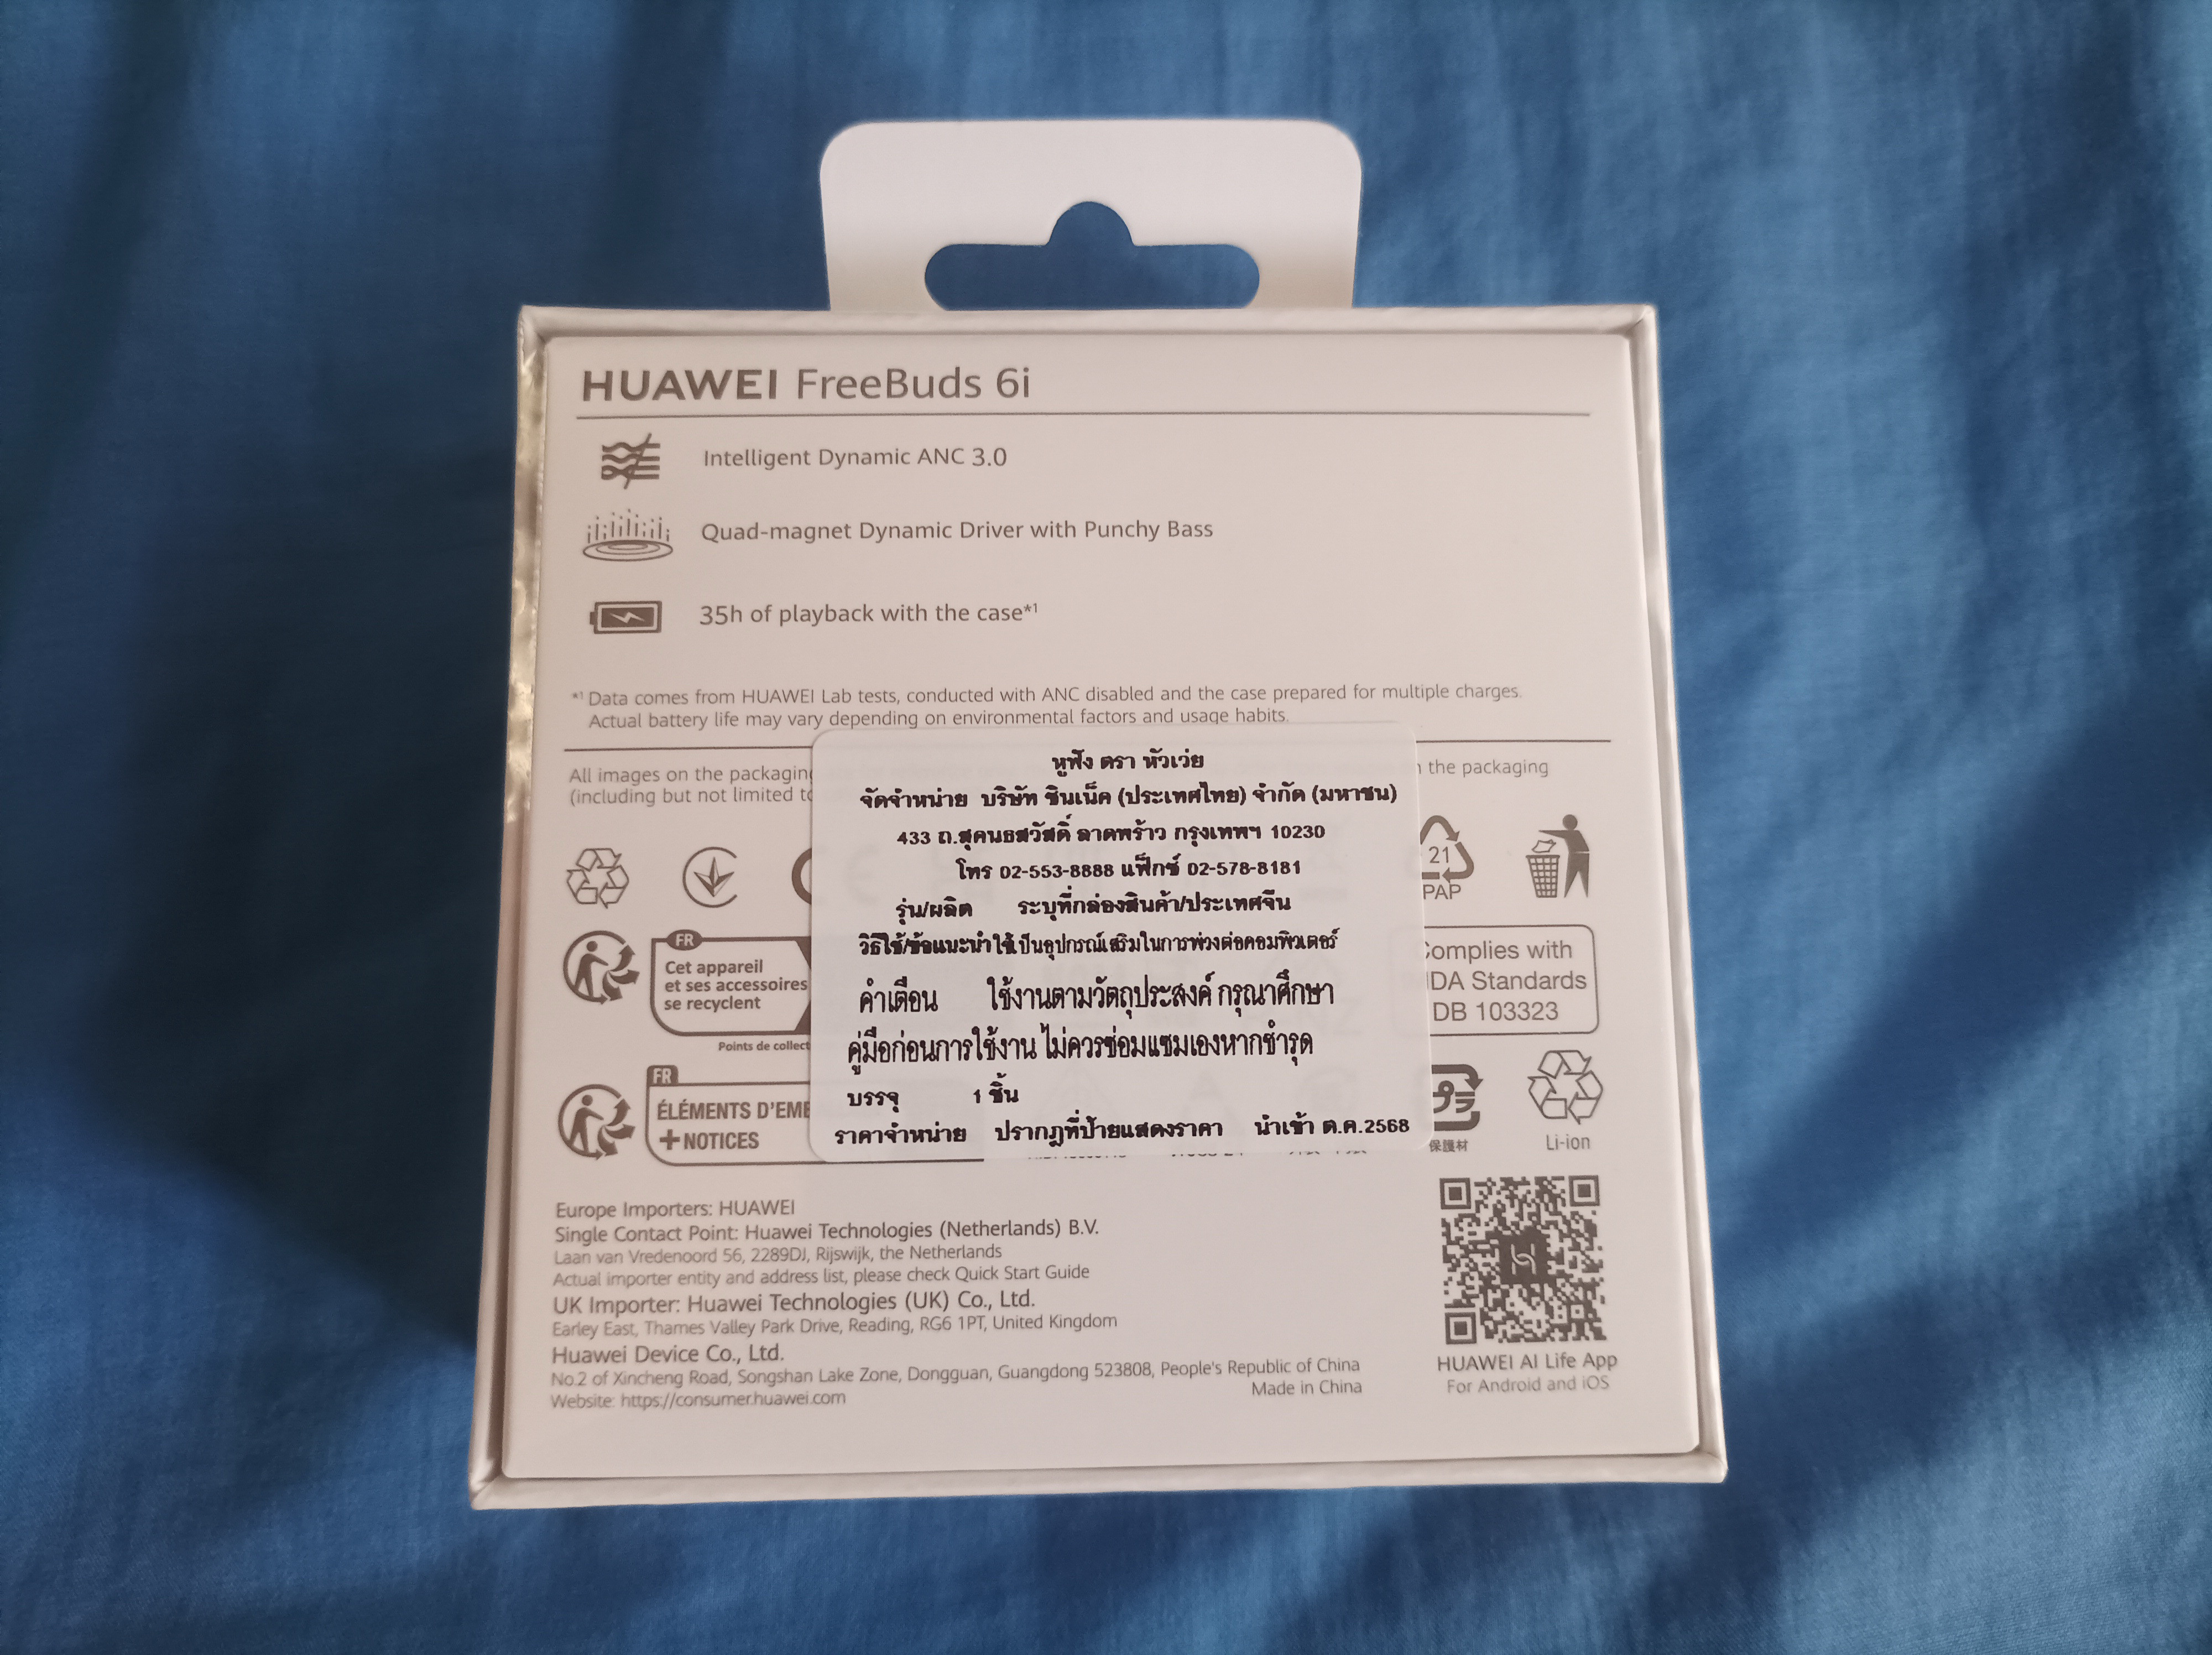 HUAWEI FreeBuds 6i
Intelligent Dynamic ANC 3.0
Quad-magnet Dynamic Driver with Punchy Bass
35h of playback with the case*1
*1 Data comes from HUAWEI Lab tests, conducted with ANC disabled and the case prepared for multiple charges.
Actual battery life may vary depending on environmental factors and usage habits.
All images on the packaging
the packaging
(including but not limited to
หูฟัง ตรา หัวเว่ย
จัดจำหน่าย บริษัท ซินเน็ค (ประเทศไทย) จำกัด (มหาชน)
433 ถ.สุคนธสวัสดิ์ ลาดพร้าว กรุงเทพฯ 10230
โทร 02-553-8888 แฟ็กซ์ 02-578-8181
รุ่น/ผลิต ระบุที่กล่องสินค้า/ประเทศจีน
วิธีใช้/ข้อแนะนำ ใช้เป็นอุปกรณ์เสริมในการพ่วงต่อคอมพิวเตอร์
คำเตือน ใช้งานตามวัตถุประสงค์ กรุณาศึกษา
คู่มือก่อนการใช้งาน ไม่ควรซ่อมแซมเองหากชำรุด
บรรจุ 1 ชิ้น
ราคาจำหน่าย ปรากฏที่ป้ายแสดงราคา นำเข้า ต.ค.2568
21
PAP
FR
Cet appareil
et ses accessoires
se recyclent
Points de collect
Complies with
IDA Standards
DB 103323
FR
ÉLÉMENTS D'EM
+NOTICES
プラ
保護材
Li-ion
Europe Importers: HUAWEI
Single Contact Point: Huawei Technologies (Netherlands) B.V.
Laan van Vredenoord 56, 2289DJ, Rijswijk, the Netherlands
Actual importer entity and address list, please check Quick Start Guide
UK Importer: Huawei Technologies (UK) Co., Ltd.
Earley East, Thames Valley Park Drive, Reading, RG6 1PT, United Kingdom
Huawei Device Co., Ltd.
No.2 of Xincheng Road, Songshan Lake Zone, Dongguan, Guangdong 523808, People's Republic of China
Website: https://consumer.huawei.com
Made in China
HUAWEI AI Life App
For Android and iOS